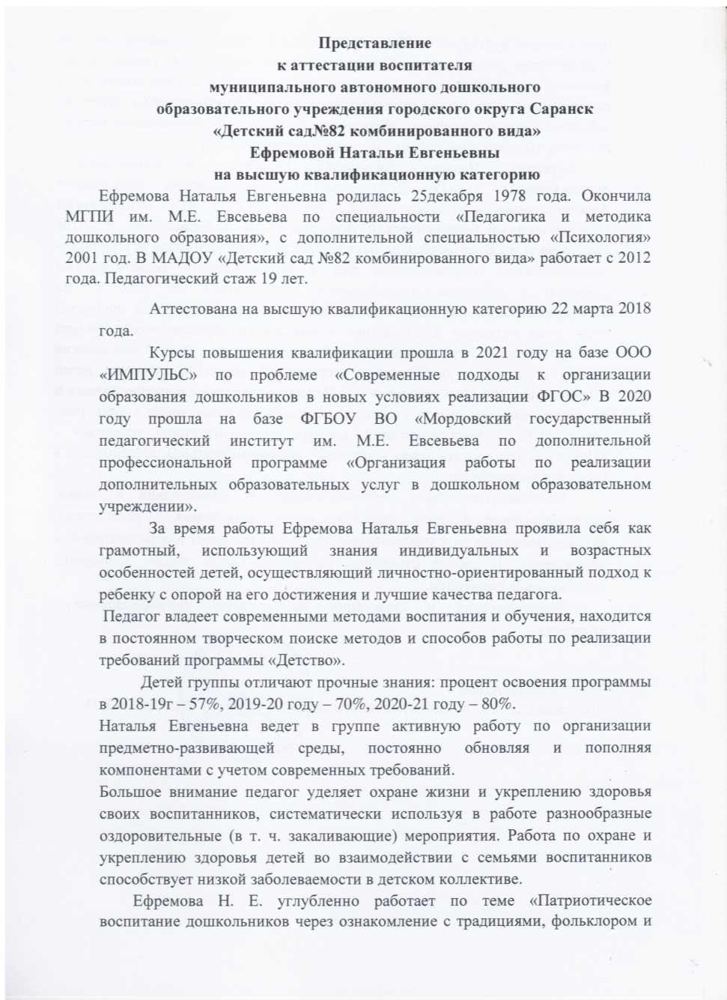 Представление
к аттестации воспитателя
муниципального автономного дошкольного
образовательного учреждения городского округа Саранск
«Детский сад№82 комбинированного вида»
Ефремовой Натальи Евгеньевны
на высшую квалификационную категорию
Ефремова Наталья Евгеньевна родилась 25декабря 1978 года. Окончила
МГПИ им. М.Е. Евсевьева по специальности «Педагогика и методика
дошкольного образования», с дополнительной специальностью «Психология»
2001 год. В МАДОУ «Детский сад №82 комбинированного вида» работает с 2012
года. Педагогический стаж 19 лет.
Аттестована на высшую квалификационную категорию 22 марта 2018
года.
Курсы повышения квалификации прошла в 2021 году на базе ООО
«ИМПУЛЬС» по проблеме «Современные подходы к организации
образования дошкольников в новых условиях реализации ФГОС» В 2020
году прошла на базе ФГБОУ ВО «Мордовский государственный
педагогический институт им. М.Е. Евсевьева по дополнительной
профессиональной программе «Организация работы по реализации
дополнительных образовательных услуг в дошкольном образовательном
учреждении».
За время работы Ефремова Наталья Евгеньевна проявила себя как
грамотный, использующий знания индивидуальных и возрастных
особенностей детей, осуществляющий личностно-ориентированный подход к
ребенку с опорой на его достижения и лучшие качества педагога.
Педагог владеет современными методами воспитания и обучения, находится
в постоянном творческом поиске методов и способов работы по реализации
требований программы «Детство».
Детей группы отличают прочные знания: процент освоения программы
в 2018-19г – 57%, 2019-20 году – 70%, 2020-21 году – 80%.
Наталья Евгеньевна ведет в группе активную работу по организации
предметно-развивающей среды, постоянно обновляя и пополняя
компонентами с учетом современных требований.
Большое внимание педагог уделяет охране жизни и укреплению здоровья
своих воспитанников, систематически используя в работе разнообразные
оздоровительные (в т. ч. закаливающие) мероприятия. Работа по охране и
укреплению здоровья детей во взаимодействии с семьями воспитанников
способствует низкой заболеваемости в детском коллективе.
Ефремова Н. Е. углубленно работает по теме «Патриотическое
воспитание дошкольников через ознакомление с традициями, фольклором и